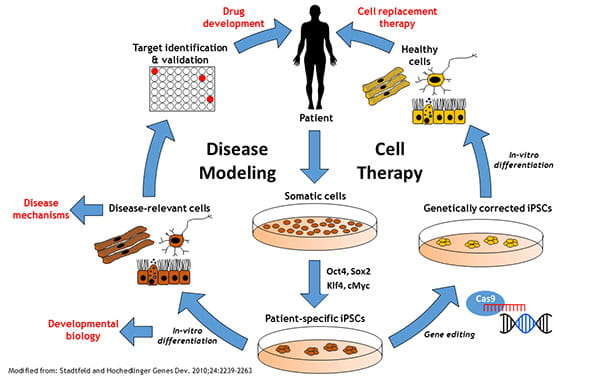 Drug
development
Cell replacement
therapy
Target identification
& validation
Healthy
cells
Patient
Disease
Modeling
Cell
Therapy
In-vitro
differentiation
Disease
mechanisms
Disease-relevant cells
Somatic cells
Genetically corrected iPSCs
Oct4, Sox2
Klf4, cMyc
Cas9
Developmental
biology
In-vitro
differentiation
Patient-specific iPSCs
Gene editing
Modified from: Stadtfeld and Hochedlinger Genes Dev. 2010;24:2239-2263